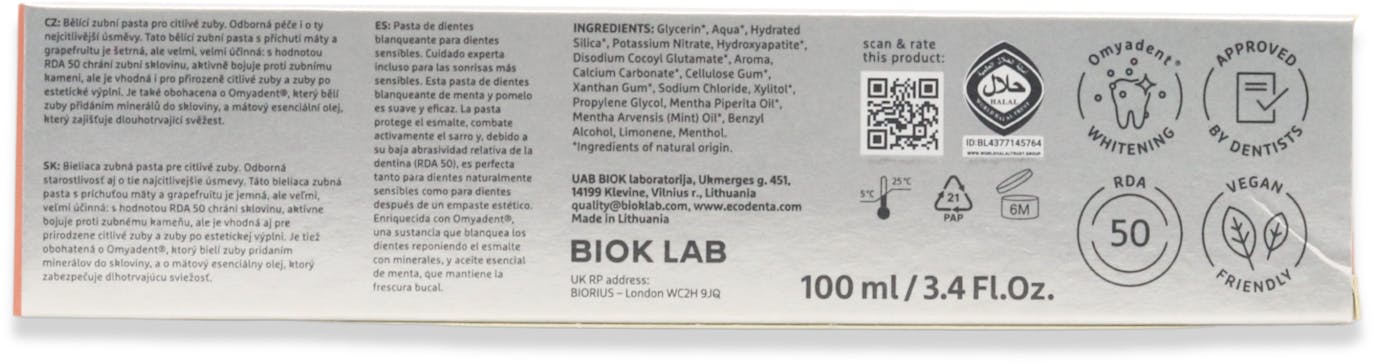 CZ: Bělící zubní pasta pro citlivé zuby. Odborná péče i o ty
nejcitlivější úsměvy. Tato bělící zubní pasta s příchutí máty a
grapefruitu je šetrná, ale velmi, velmi účinná: s hodnotou
RDA 50 chrání zubní sklovinu, aktivně bojuje proti zubnímu
kameni, ale je vhodná i pro přirozeně citlivé zuby a zuby po
estetické výplni. Je také obohacena o Omyadent®, který bělí
zuby přidáním minerálů do skloviny, a mátový esenciální olej,
který zajišťuje dlouhotrvající svěžest.
SK: Bieliaca zubná pasta pre citlivé zuby. Odborná
starostlivosť aj o tie najcitlivejšie úsmevy. Táto bieliaca zubná
pasta s príchuťou mäty a grapefruitu je jemná, ale veľmi,
veľmi účinná: s hodnotou RDA 50 chráni sklovinu, aktívne
bojuje proti zubnému kameňu, ale je vhodná aj pre
prirodzene citlivé zuby a zuby po estetickej výplni. Je tiež
obohatená o Omyadent®, ktorý bieli zuby pridaním
minerálov do skloviny, a o mätový esenciálny olej, ktorý
zabezpečuje dlhotrvajúcu sviežosť.
ES: Pasta de dientes
blanqueante para dientes
sensibles. Cuidado experto
incluso para las sonrisas más
sensibles. Esta pasta de dientes
blanqueante de menta y pomelo
es suave y eficaz. La pasta
protege el esmalte, combate
activamente el sarro y, debido a
su baja abrasividad relativa de la
dentina (RDA 50), es perfecta
tanto para dientes naturalmente
sensibles como para dientes
después de un empaste estético.
Enriquecida con Omyadent®,
una sustancia que blanquea los
dientes reponiendo el esmalte
con minerales, y aceite esencial
de menta, que mantiene la
frescura bucal.
INGREDIENTS: Glycerin*, Aqua*, Hydrated
Silica*, Potassium Nitrate, Hydroxyapatite*,
Disodium Cocoyl Glutamate*, Aroma,
Calcium Carbonate*, Cellulose Gum*,
Xanthan Gum*, Sodium Chloride, Xylitol*,
Propylene Glycol, Mentha Piperita Oil*,
Mentha Arvensis (Mint) Oil*, Benzyl
Alcohol, Limonene, Menthol.
*Ingredients of natural origin.
UAB BIOK laboratorija, Ukmerges g. 451,
14199 Klevine, Vilnius r., Lithuania
quality@bioklab.com, www.ecodenta.com
Made in Lithuania
BIOK LAB
UK RP address:
BIORIUS – London WC2H 9JQ
scan & rate
this product:
حلال
HALAL
WORLD HALAL TRUST
ID:BL4377145764
WWW.WORLDHALALTRUST.GROUP
5°C
25°C
21
PAP
6M
100 ml / 3.4 Fl.Oz.
Omyadent®
WHITENING
APPROVED
BY DENTISTS
RDA
50
VEGAN
FRIENDLY